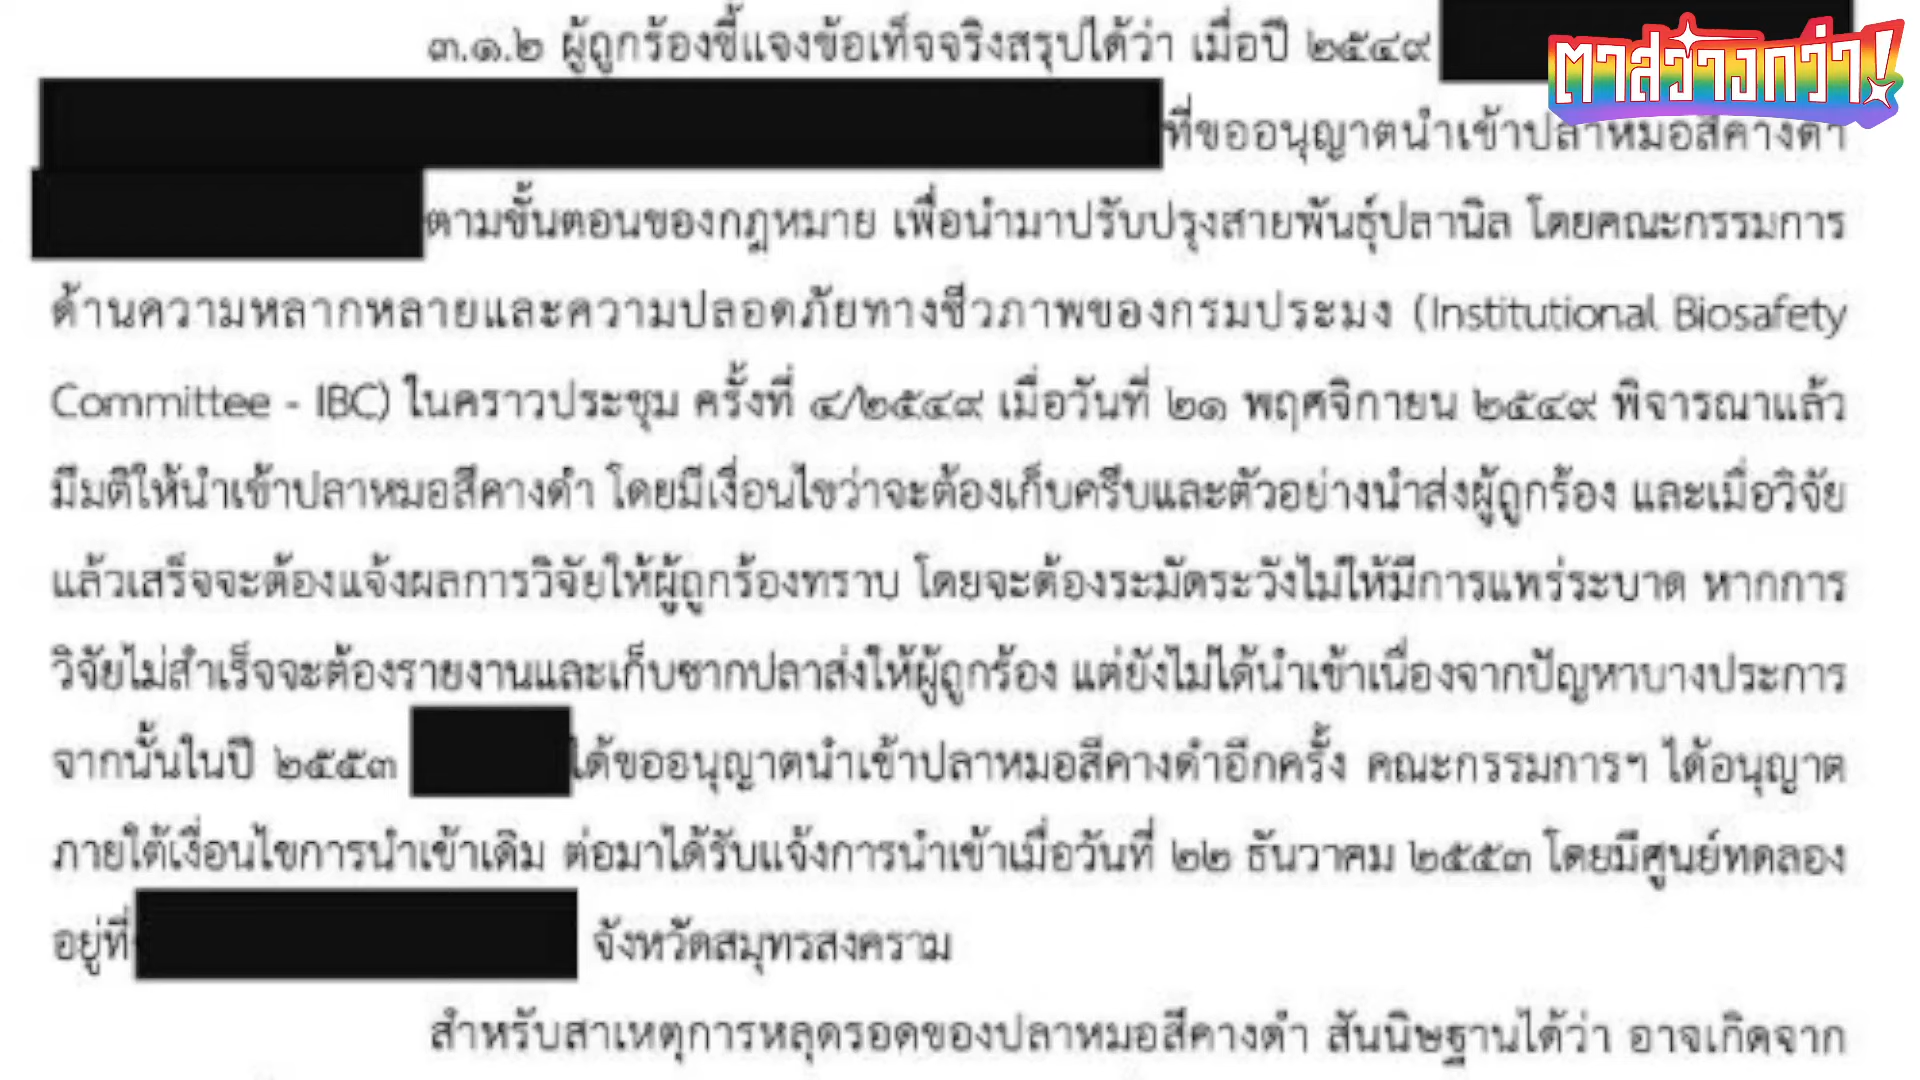 ๓.๑.๒ ผู้ถูกร้องชี้แจงข้อเท็จจริงสรุปได้ว่า เมื่อปี ๒๕๔๙
ตาสว่างกว่า!
ที่ขออนุญาตนำเข้าปลาหมอสีคางดำ
ตามขั้นตอนของกฎหมาย เพื่อนำมาปรับปรุงสายพันธุ์ปลานิล โดยคณะกรรมการ
ด้านความหลากหลายและความปลอดภัยทางชีวภาพของกรมประมง (Institutional Biosafety
Committee - IBC) ในคราวประชุม ครั้งที่ ๔/๒๕๔๙ เมื่อวันที่ ๒๑ พฤศจิกายน ๒๕๔๙ พิจารณาแล้ว
มีมติให้นำเข้าปลาหมอสีคางดำ โดยมีเงื่อนไขว่าจะต้องเก็บครีบและตัวอย่างนำส่งผู้ถูกร้อง และเมื่อวิจัย
แล้วเสร็จจะต้องแจ้งผลการวิจัยให้ผู้ถูกร้องทราบ โดยจะต้องระมัดระวังไม่ให้มีการแพร่ระบาด หากการ
วิจัยไม่สำเร็จจะต้องรายงานและเก็บซากปลาส่งให้ผู้ถูกร้อง แต่ยังไม่ได้นำเข้าเนื่องจากปัญหาบางประการ
จากนั้นในปี ๒๕๕๓ ได้ขออนุญาตนำเข้าปลาหมอสีคางดำอีกครั้ง คณะกรรมการฯ ได้อนุญาต
ภายใต้เงื่อนไขการนำเข้าเดิม ต่อมาได้รับแจ้งการนำเข้าเมื่อวันที่ ๒๒ ธันวาคม ๒๕๕๓ โดยมีศูนย์ทดลอง
อยู่ที่ จังหวัดสมุทรสงคราม
สำหรับสาเหตุการหลุดรอดของปลาหมอสีคางดำ สันนิษฐานได้ว่า อาจเกิดจาก